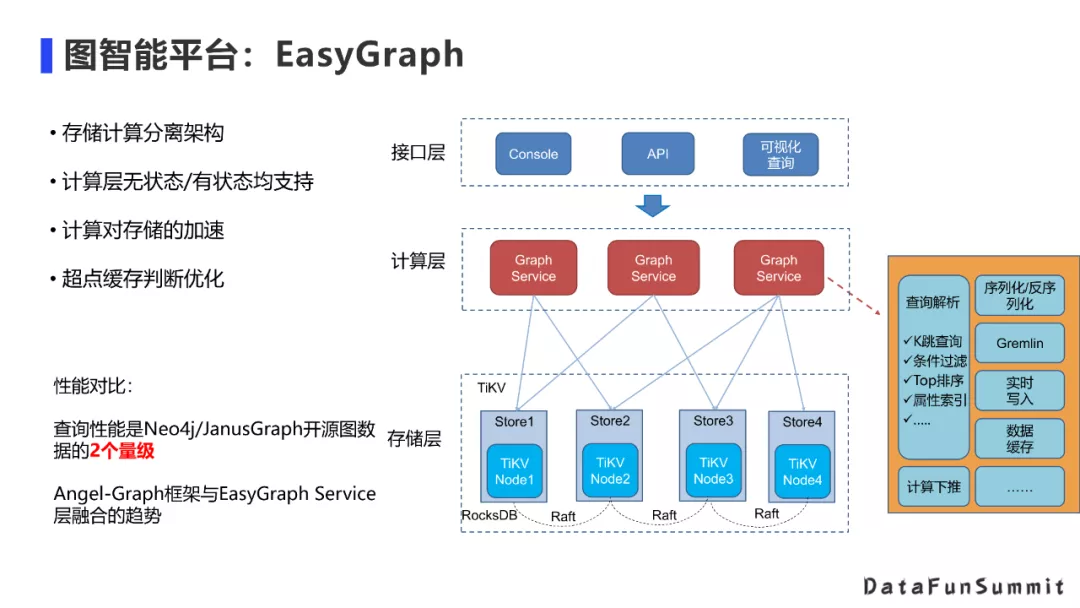 图智能平台：EasyGraph
• 存储计算分离架构
• 计算层无状态/有状态均支持
• 计算对存储的加速
• 超点缓存判断优化
性能对比：
查询性能是Neo4j/JanusGraph开源图数
据的2个量级
Angel-Graph框架与EasyGraph Service
层融合的趋势
接口层
Console
API
可视化
查询
计算层
Graph
Service
Graph
Service
Graph
Service
存储层
TiKV
Store1
Store2
Store3
Store4
TiKV
Node1
TiKV
Node2
TiKV
Node3
TiKV
Node4
RocksDB
Raft
Raft
Raft
查询解析
✓K跳查询
✓条件过滤
✓Top排序
✓属性索引
✓.....
计算下推
序列化/反序
列化
Gremlin
实时
写入
数据
缓存
……
DataFunSummit